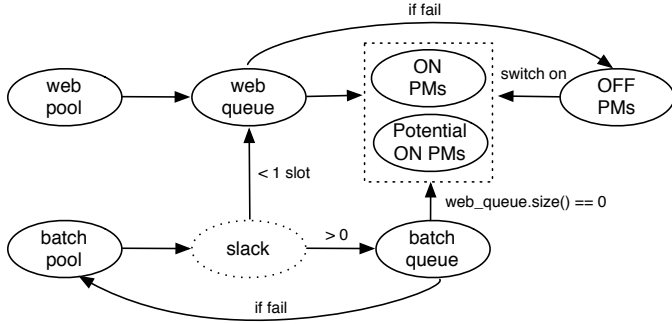 if fail
web
pool
web
queue
ON
PMs
switch on
OFF
PMs
Potential
ON PMs
< 1 slot
web_queue.size() == 0
batch
pool
slack
> 0
batch
queue
if fail